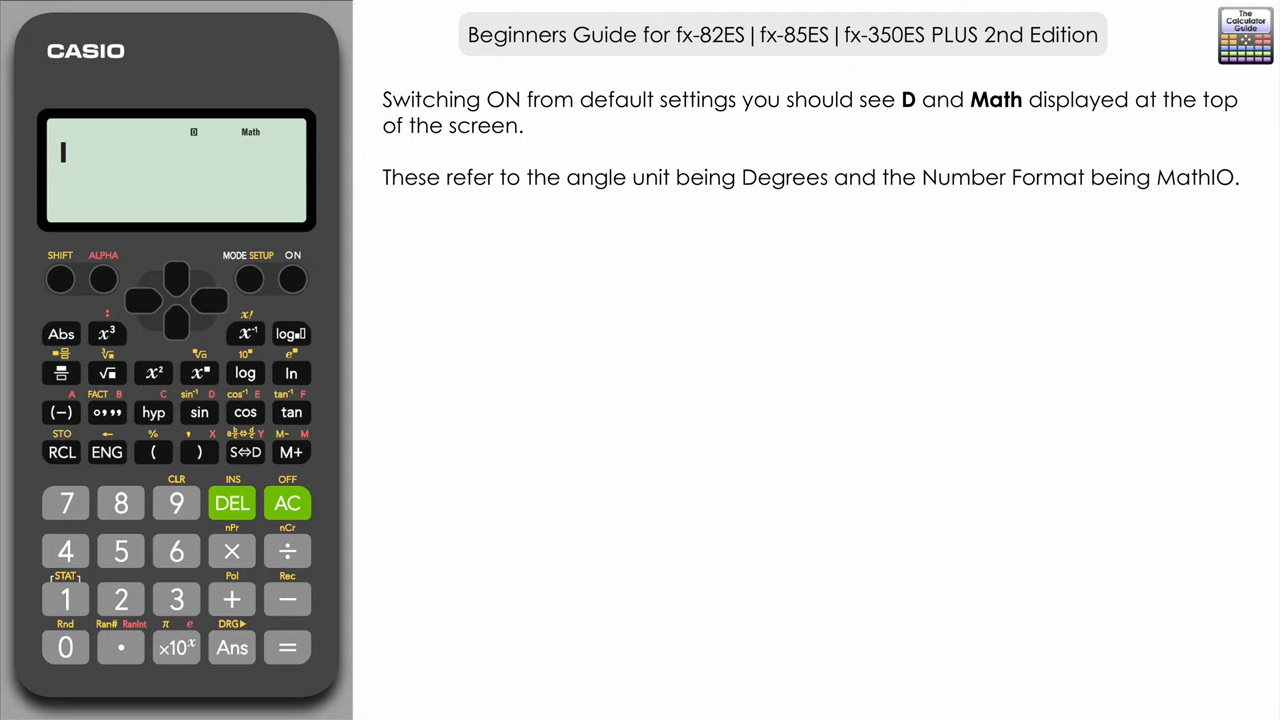 CASIO
Beginners Guide for fx-82ES | fx-85ES | fx-350ES PLUS 2nd Edition
The
Calculator
Guide
Switching ON from default settings you should see D and Math displayed at the top
of the screen.
These refer to the angle unit being Degrees and the Number Format being MathIO.
D Math
SHIFT ALPHA MODE SETUP ON
: x!
Abs x³ x⁻¹ log■▯
■▯/▯ ³√■ ▯√▯ 10■ e■
■/▯ √■ x² x■ log ln
A FACT B C sin⁻¹ D cos⁻¹ E tan⁻¹ F
(−) °,,, hyp sin cos tan
STO ← % , X a b/c⇔d/c Y M− M
RCL ENG ( ) S⇔D M+
CLR INS OFF
7 8 9 DEL AC
nPr nCr
4 5 6 × ÷
STAT Pol Rec
1 2 3 + −
Rnd Ran# RanInt π e DRG▶
0 . ×10ˣ Ans =